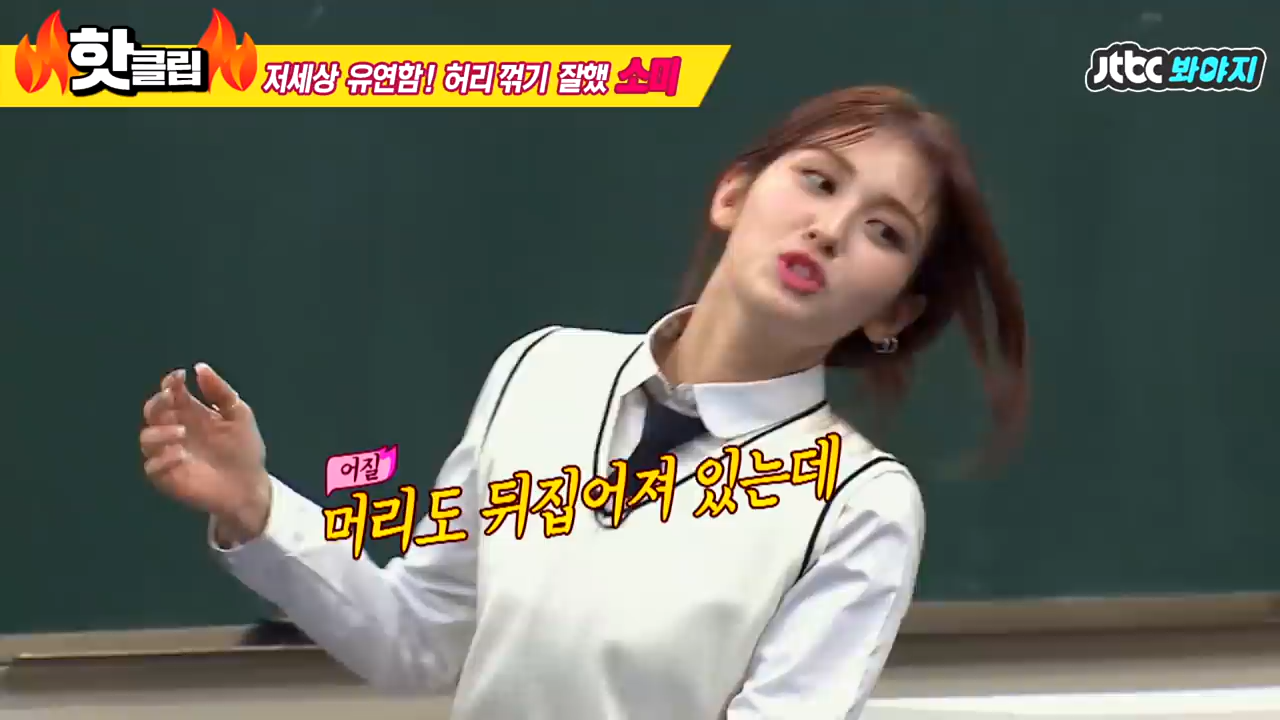 핫클립
저세상 유연함! 허리 꺾기 잘했 소미
jtbc 봐야지
어질
머리도 뒤집어져 있는데